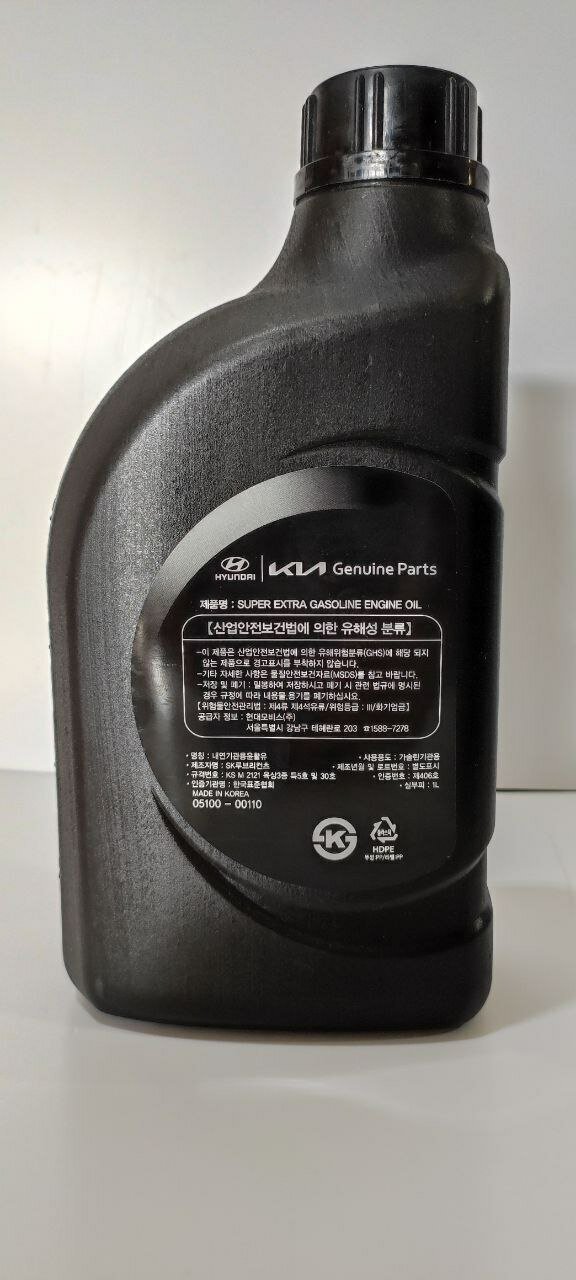 HYUNDAI | KIA Genuine Parts
제품명 : SUPER EXTRA GASOLINE ENGINE OIL
【산업안전보건법에 의한 유해성 분류】
-이 제품은 산업안전보건법에 의한 유해위험분류(GHS)에 해당 되지
않는 제품으로 경고표시를 부착하지 않습니다.
-기타 자세한 사항은 물질안전보건자료(MSDS)를 참고 바랍니다.
-저장 및 폐기 : 밀봉하여 저장하시고 폐기 시 관련 법규에 명시된
경우 규정에 따라 내용물,용기를 폐기하십시요.
【위험물안전관리법 : 제4류 제4석유류/위험등급 : III/화기엄금】
공급자 정보 : 현대모비스(주)
서울특별시 강남구 테헤란로 203 ☎1588-7278
· 명칭 : 내연기관용윤활유 · 사용용도 : 가솔린기관용
· 제조자명 : SK루브리컨츠 · 제조년월 및 로트번호 : 별도표시
· 규격번호 : KS M 2121 육상3종 특5호 및 30호 · 인증번호 : 제406호
· 인증기관명 : 한국표준협회 · 실부피 : 1L
MADE IN KOREA
05100 - 00110
K
플라스틱
HDPE
뚜껑:PP/라벨:PP